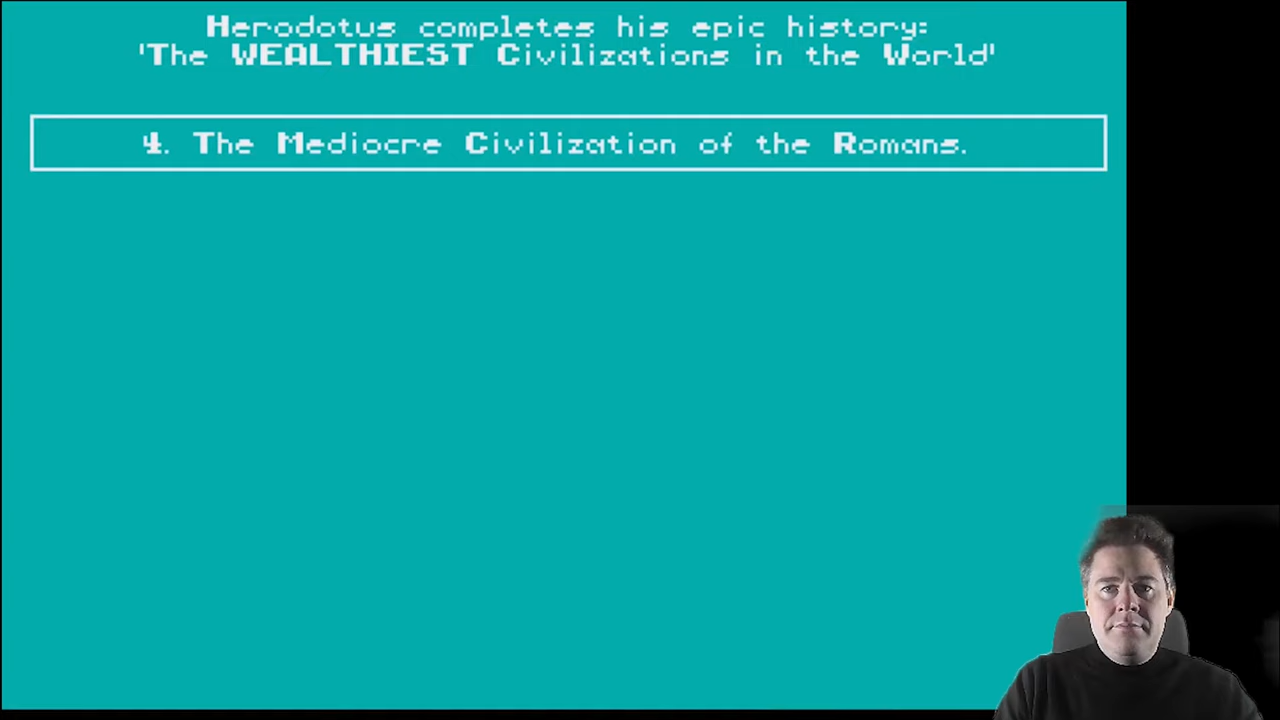 Herodotus completes his epic history:
'The WEALTHIEST Civilizations in the World'
4. The Mediocre Civilization of the Romans.